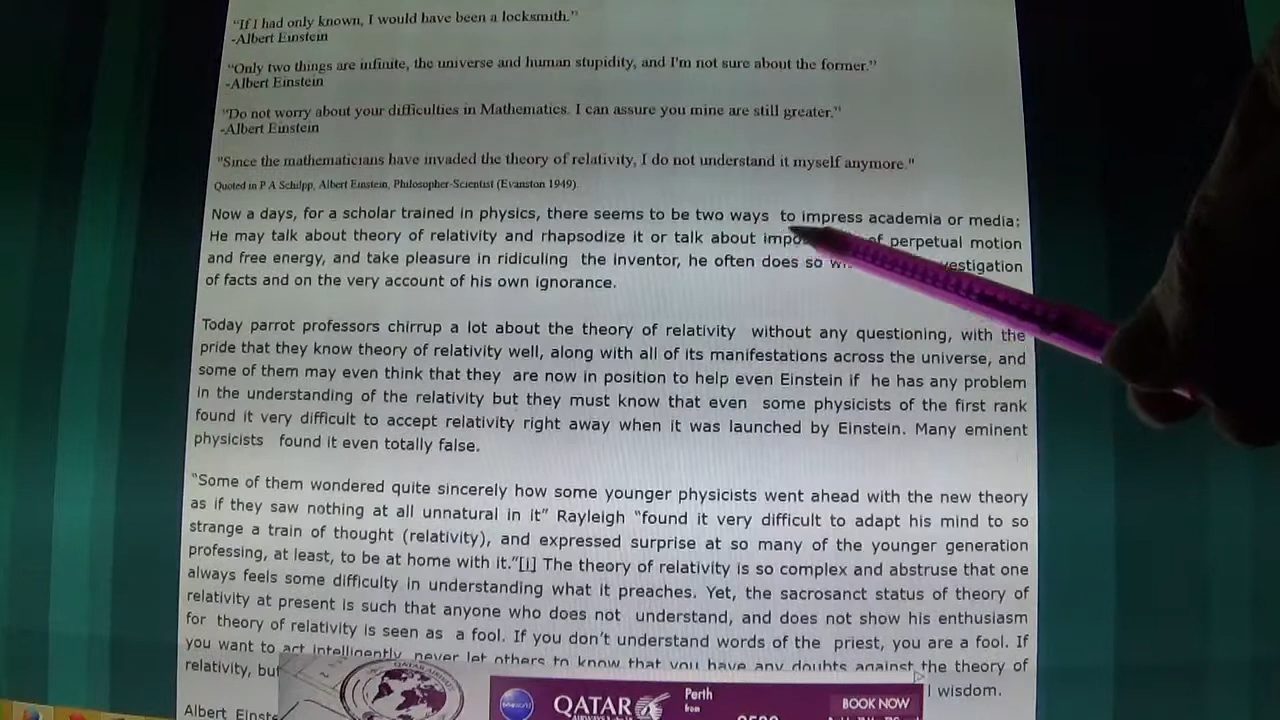 “If I had only known, I would have been a locksmith.”
-Albert Einstein
“Only two things are infinite, the universe and human stupidity, and I'm not sure about the former.”
-Albert Einstein
"Do not worry about your difficulties in Mathematics. I can assure you mine are still greater."
-Albert Einstein
"Since the mathematicians have invaded the theory of relativity, I do not understand it myself anymore."
Quoted in P A Schilpp, Albert Einstein, Philosopher-Scientist (Evanston 1949).
Now a days, for a scholar trained in physics, there seems to be two ways to impress academia or media;
He may talk about theory of relativity and rhapsodize it or talk about of perpetual motion
and free energy, and take pleasure in ridiculing the inventor, he often does so
of facts and on the very account of his own ignorance.
Today parrot professors chirrup a lot about the theory of relativity without any questioning, with the
pride that they know theory of relativity well, along with all of its manifestations across the universe, and
some of them may even think that they are now in position to help even Einstein if he has any problem
in the understanding of the relativity but they must know that even some physicists of the first rank
found it very difficult to accept relativity right away when it was launched by Einstein. Many eminent
physicists found it even totally false.
“Some of them wondered quite sincerely how some younger physicists went ahead with the new theory
as if they saw nothing at all unnatural in it” Rayleigh “found it very difficult to adapt his mind to so
strange a train of thought (relativity), and expressed surprise at so many of the younger generation
professing, at least, to be at home with it.”[i] The theory of relativity is so complex and abstruse that one
always feels some difficulty in understanding what it preaches. Yet, the sacrosanct status of theory of
relativity at present is such that anyone who does not understand, and does not show his enthusiasm
for theory of relativity is seen as a fool. If you don’t understand words of the priest, you are a fool. If
you want to act intelligently, never let others to know that you have any doubts against the theory of
relativity, but wisdom.
Albert
QATAR AIRWAYS
QATAR
Perth
from
BOOK NOW